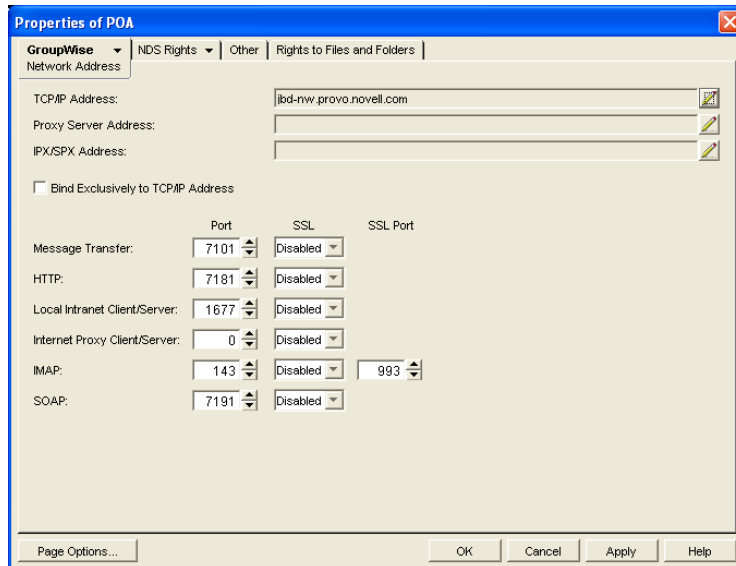 Properties of POA
GroupWise NDS Rights Other Rights to Files and Folders
Network Address
TCP/IP Address: jbd-nw.provo.novell.com
Proxy Server Address:
IPX/SPX Address:
Bind Exclusively to TCP/IP Address
Port SSL SSL Port
Message Transfer: 7101 Disabled
HTTP: 7181 Disabled
Local Intranet Client/Server: 1677 Disabled
Internet Proxy Client/Server: 0 Disabled
IMAP: 143 Disabled 993
SOAP: 7191 Disabled
Page Options... OK Cancel Apply Help